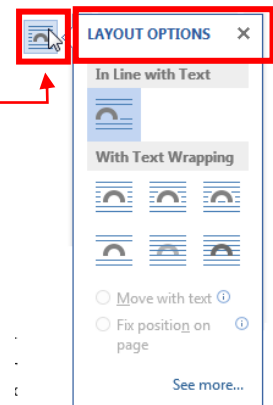 LAYOUT OPTIONS ×
In Line with Text
With Text Wrapping
Move with text
Fix position on
page
See more...